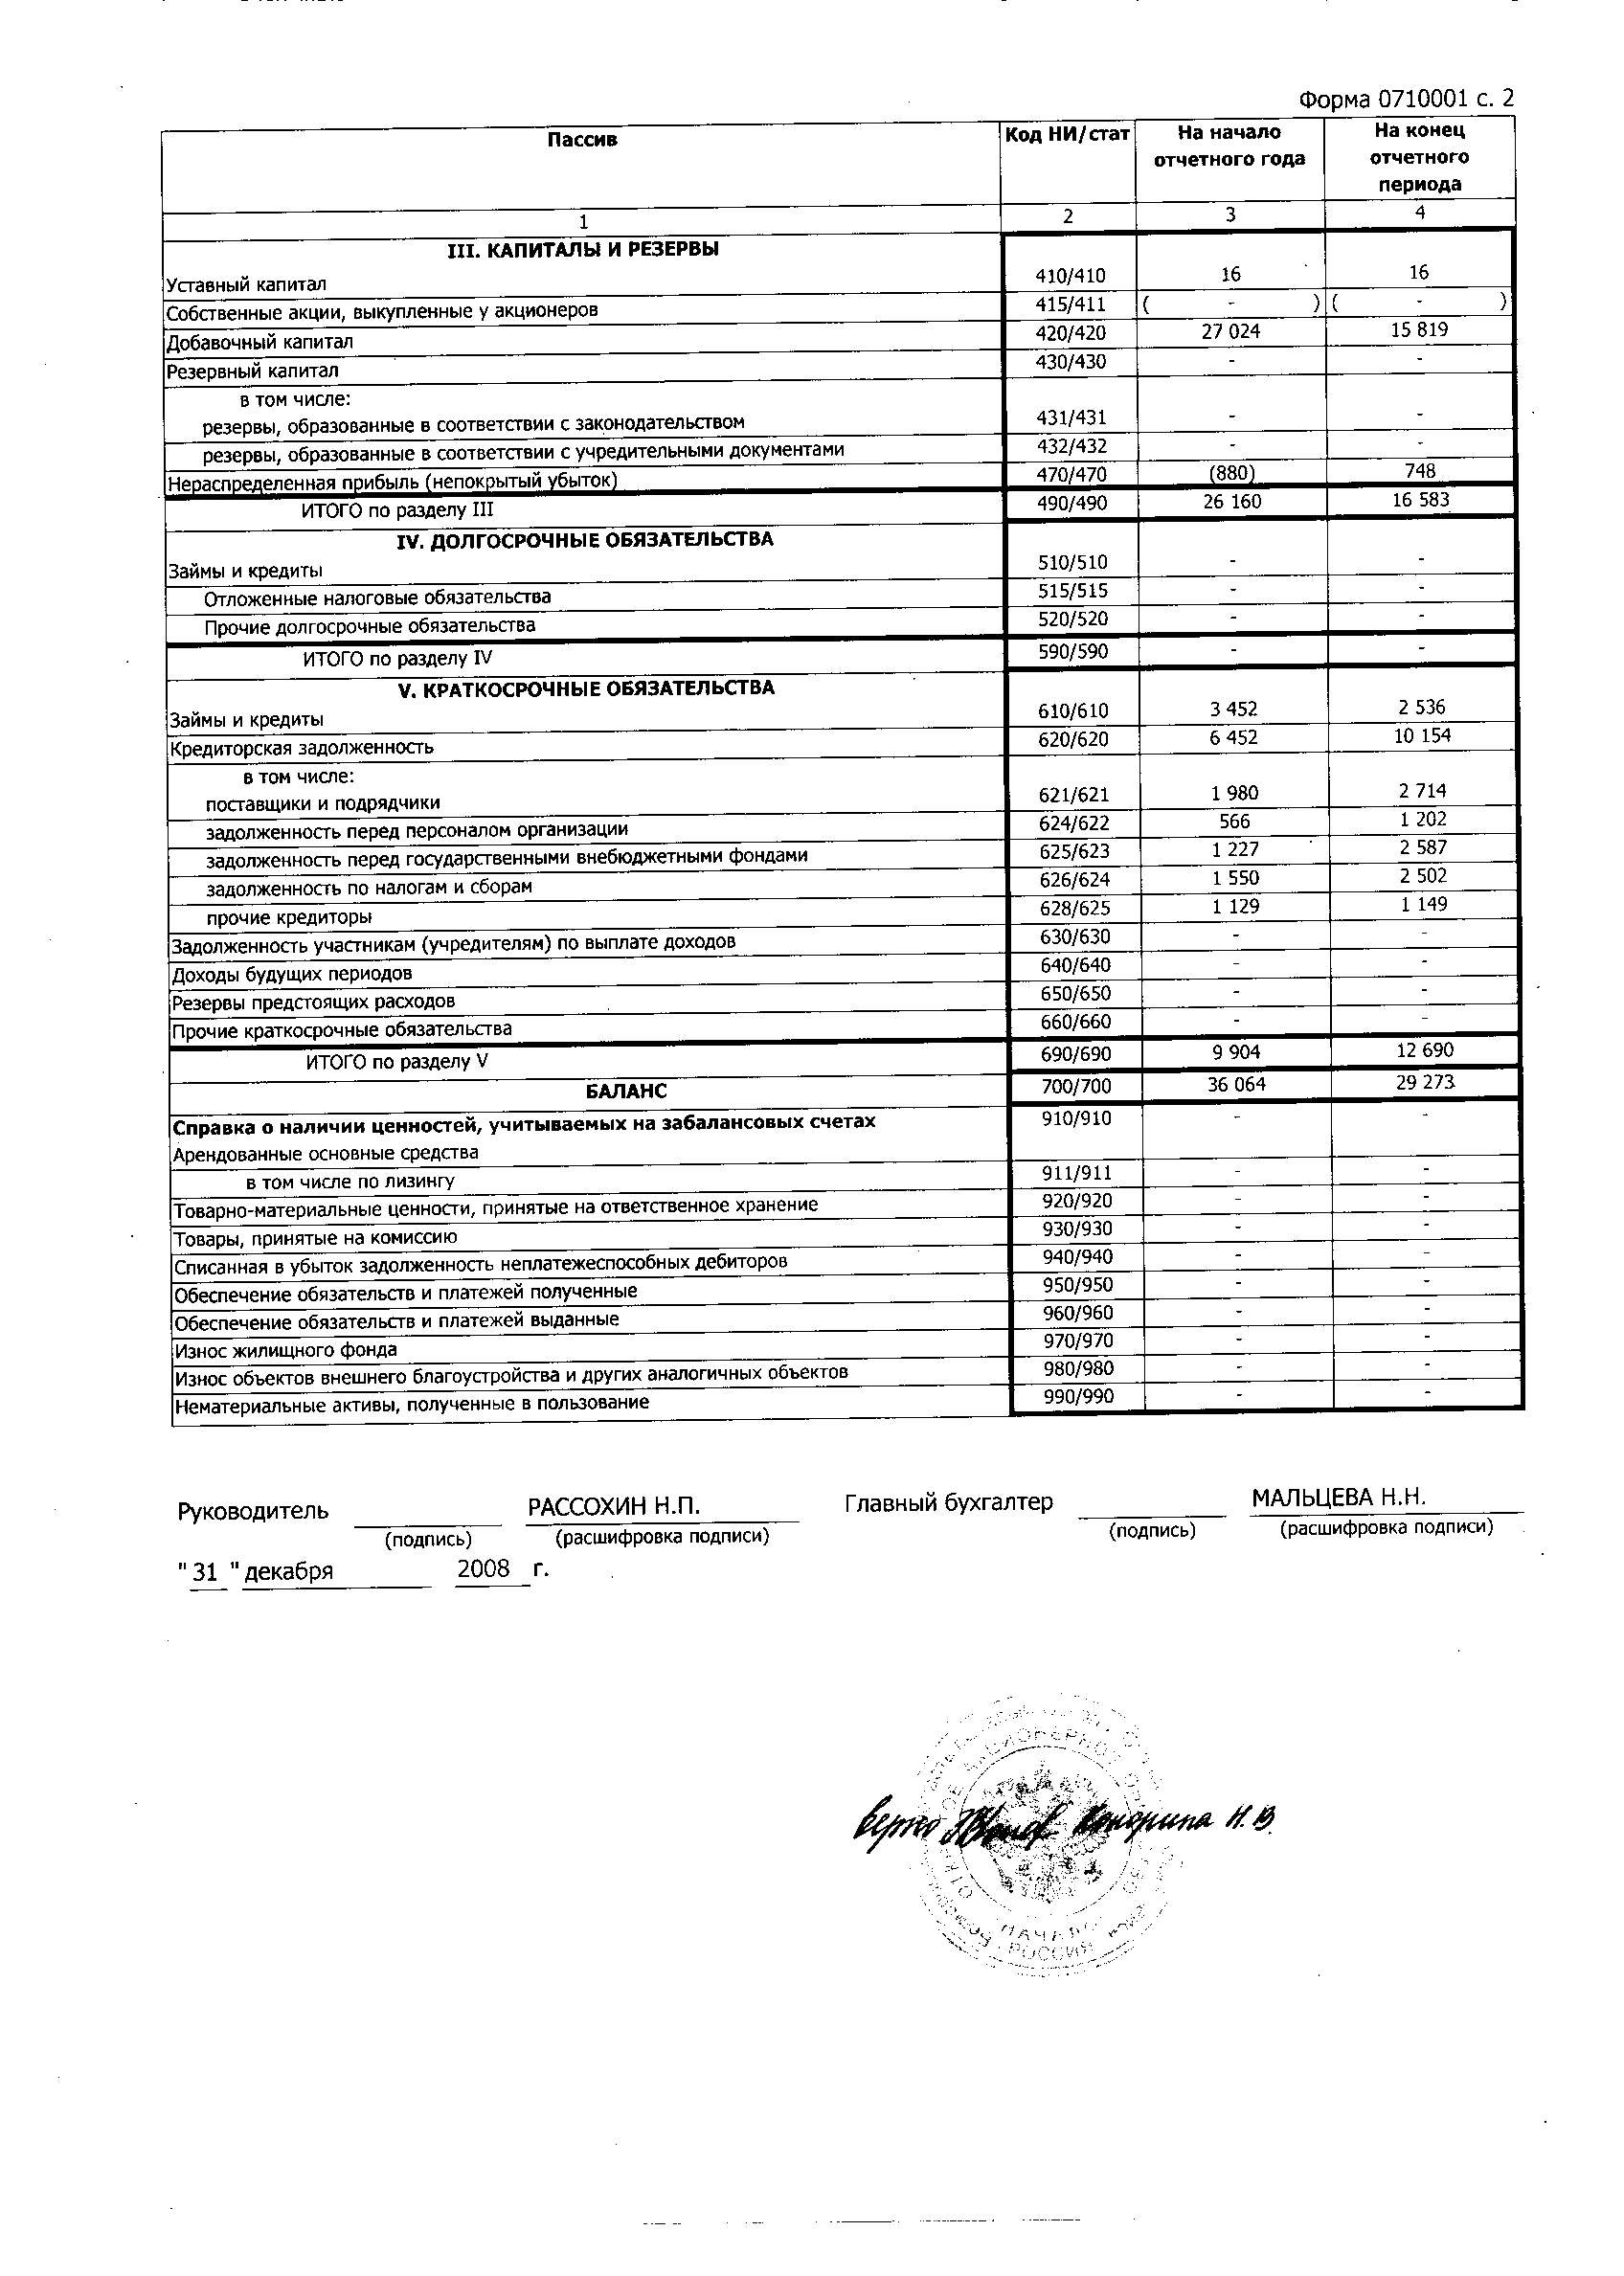 Форма 0710001 с. 2
Пассив Код НИ/стат На начало отчетного года На конец отчетного периода
1 2 3 4
III. КАПИТАЛЫ И РЕЗЕРВЫ
Уставный капитал 410/410 16 16
Собственные акции, выкупленные у акционеров 415/411 ( - ) ( - )
Добавочный капитал 420/420 27 024 15 819
Резервный капитал 430/430 - -
в том числе:
резервы, образованные в соответствии с законодательством 431/431 - -
резервы, образованные в соответствии с учредительными документами 432/432 - -
Нераспределенная прибыль (непокрытый убыток) 470/470 (880) 748
ИТОГО по разделу III 490/490 26 160 16 583
IV. ДОЛГОСРОЧНЫЕ ОБЯЗАТЕЛЬСТВА
Займы и кредиты 510/510 - -
Отложенные налоговые обязательства 515/515 - -
Прочие долгосрочные обязательства 520/520 - -
ИТОГО по разделу IV 590/590 - -
V. КРАТКОСРОЧНЫЕ ОБЯЗАТЕЛЬСТВА
Займы и кредиты 610/610 3 452 2 536
Кредиторская задолженность 620/620 6 452 10 154
в том числе:
поставщики и подрядчики 621/621 1 980 2 714
задолженность перед персоналом организации 624/622 566 1 202
задолженность перед государственными внебюджетными фондами 625/623 1 227 2 587
задолженность по налогам и сборам 626/624 1 550 2 502
прочие кредиторы 628/625 1 129 1 149
Задолженность участникам (учредителям) по выплате доходов 630/630 - -
Доходы будущих периодов 640/640 - -
Резервы предстоящих расходов 650/650 - -
Прочие краткосрочные обязательства 660/660 - -
ИТОГО по разделу V 690/690 9 904 12 690
БАЛАНС 700/700 36 064 29 273
Справка о наличии ценностей, учитываемых на забалансовых счетах 910/910 - -
Арендованные основные средства
в том числе по лизингу 911/911 - -
Товарно-материальные ценности, принятые на ответственное хранение 920/920 - -
Товары, принятые на комиссию 930/930 - -
Списанная в убыток задолженность неплатежеспособных дебиторов 940/940 - -
Обеспечение обязательств и платежей полученные 950/950 - -
Обеспечение обязательств и платежей выданные 960/960 - -
Износ жилищного фонда 970/970 - -
Износ объектов внешнего благоустройства и других аналогичных объектов 980/980 - -
Нематериальные активы, полученные в пользование 990/990 - -
Руководитель РАССОХИН Н.П. Главный бухгалтер МАЛЬЦЕВА Н.Н.
(подпись) (расшифровка подписи) (подпись) (расшифровка подписи)
" 31 " декабря 2008 г.
верно Н.В.
РОССИЯ